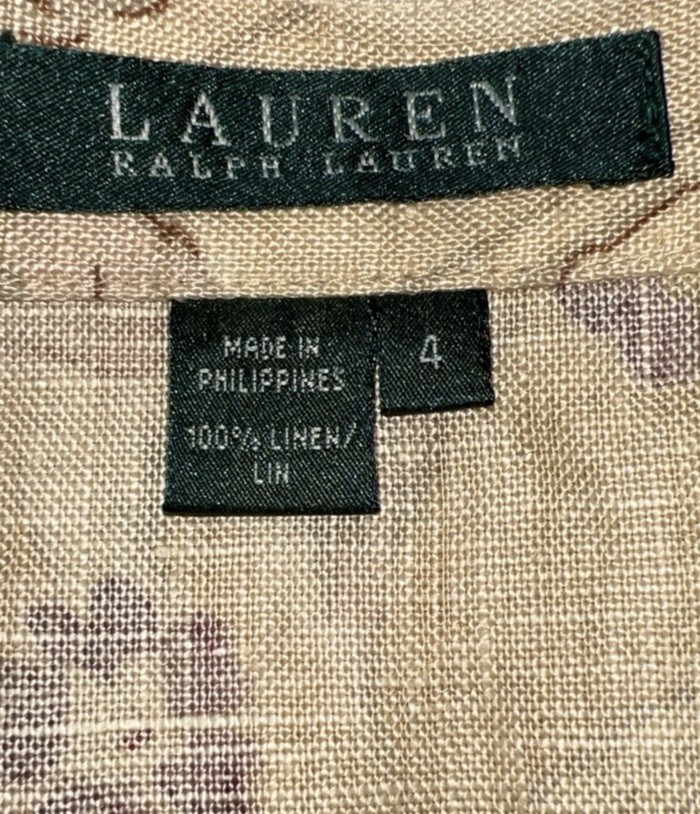 LAUREN
RALPH LAUREN
MADE IN
PHILIPPINES
100% LINEN/
LIN
4